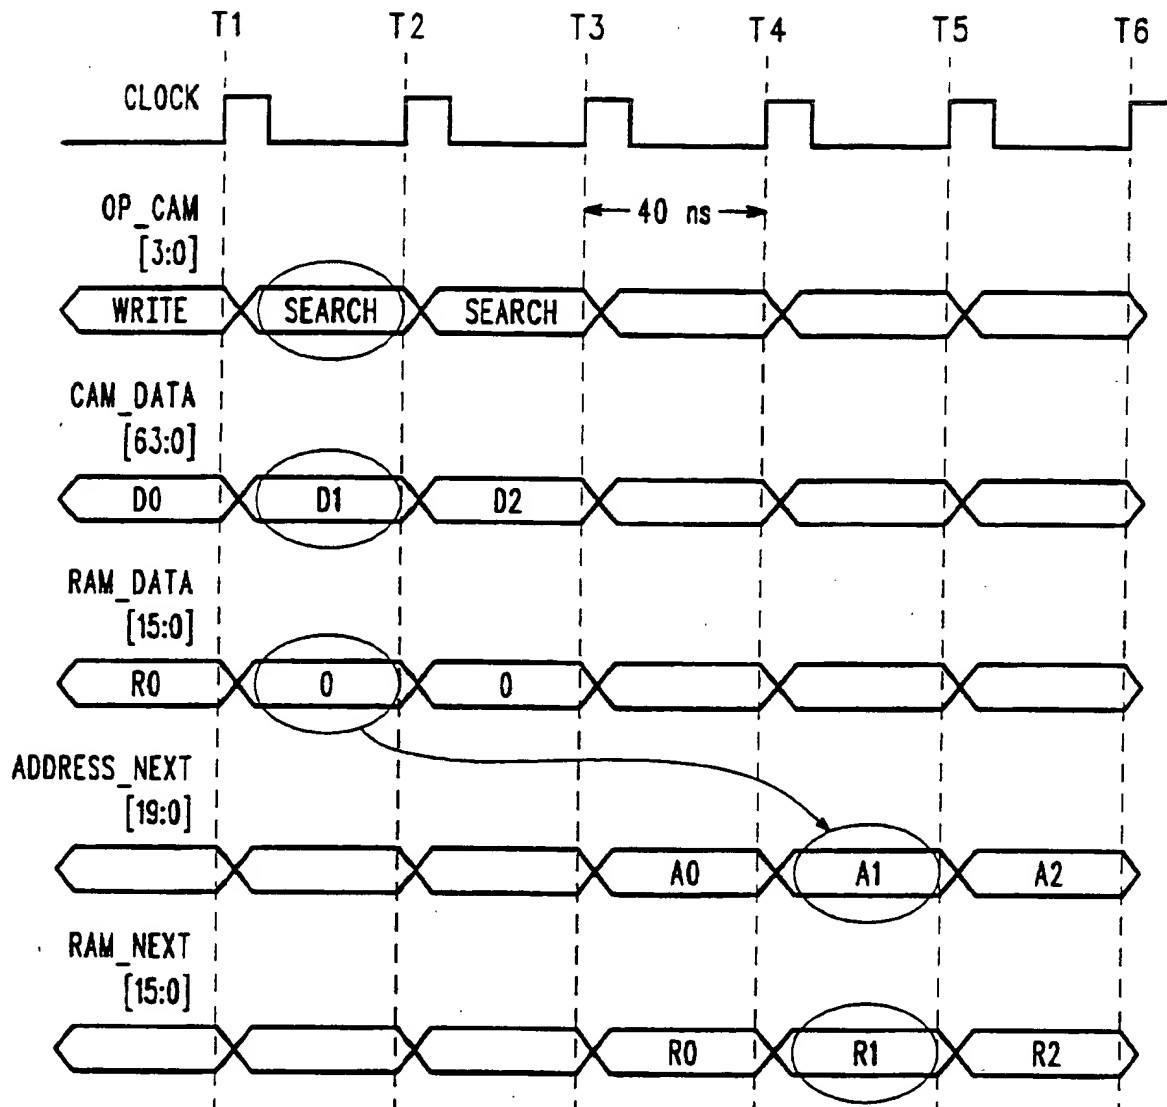 T1 T2 T3 T4 T5 T6
CLOCK
OP_CAM
[3:0]
40 ns
WRITE SEARCH SEARCH
CAM_DATA
[63:0]
D0 D1 D2
RAM_DATA
[15:0]
R0 0 0
ADDRESS_NEXT
[19:0]
A0 A1 A2
RAM_NEXT
[15:0]
R0 R1 R2